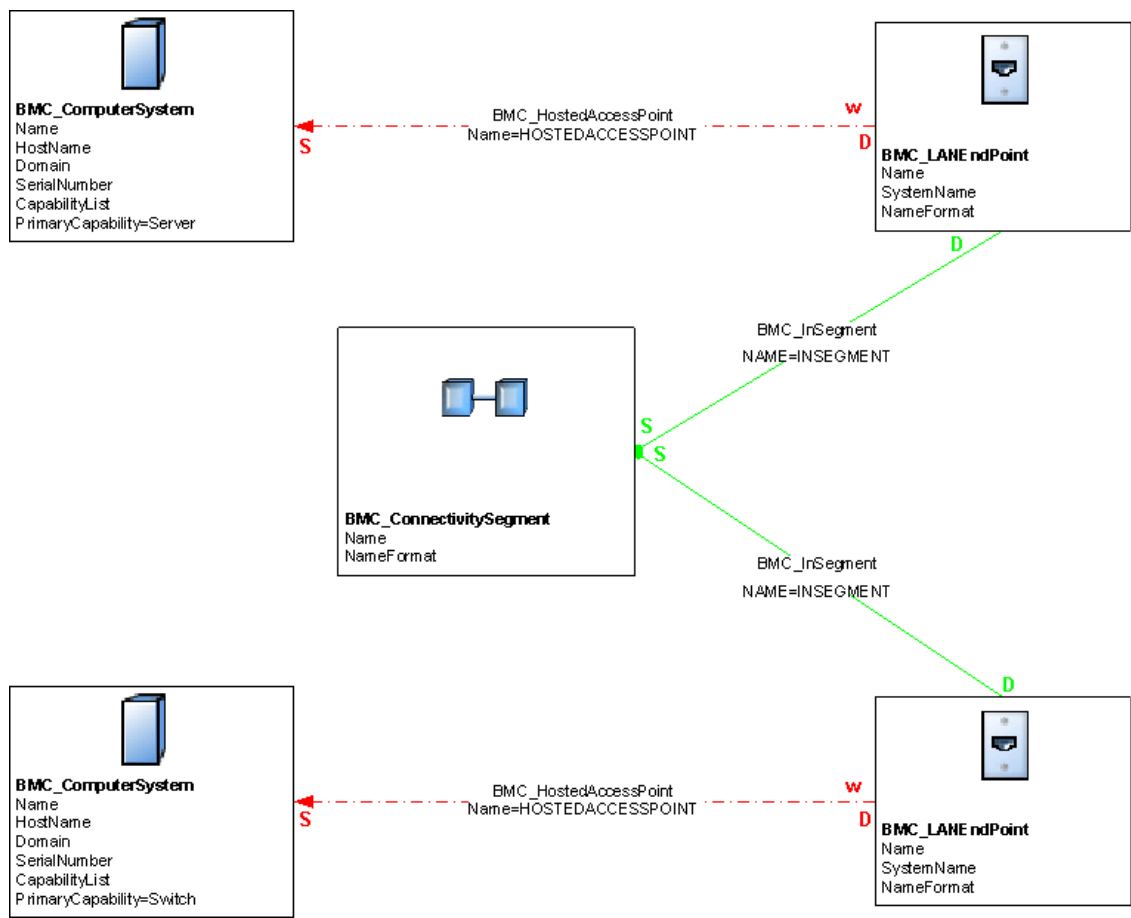 BMC_ComputerSystem
Name
HostName
Domain
SerialNumber
CapabilityList
PrimaryCapability=Server
BMC_HostedAccessPoint
Name=HOSTEDACCESSPOINT
S
W
D
BMC_LANEndPoint
Name
SystemName
NameFormat
D
BMC_InSegment
NAME=INSEGMENT
S
S
BMC_ConnectivitySegment
Name
NameFormat
BMC_InSegment
NAME=INSEGMENT
D
BMC_ComputerSystem
Name
HostName
Domain
SerialNumber
CapabilityList
PrimaryCapability=Switch
BMC_HostedAccessPoint
Name=HOSTEDACCESSPOINT
S
W
D
BMC_LANEndPoint
Name
SystemName
NameFormat